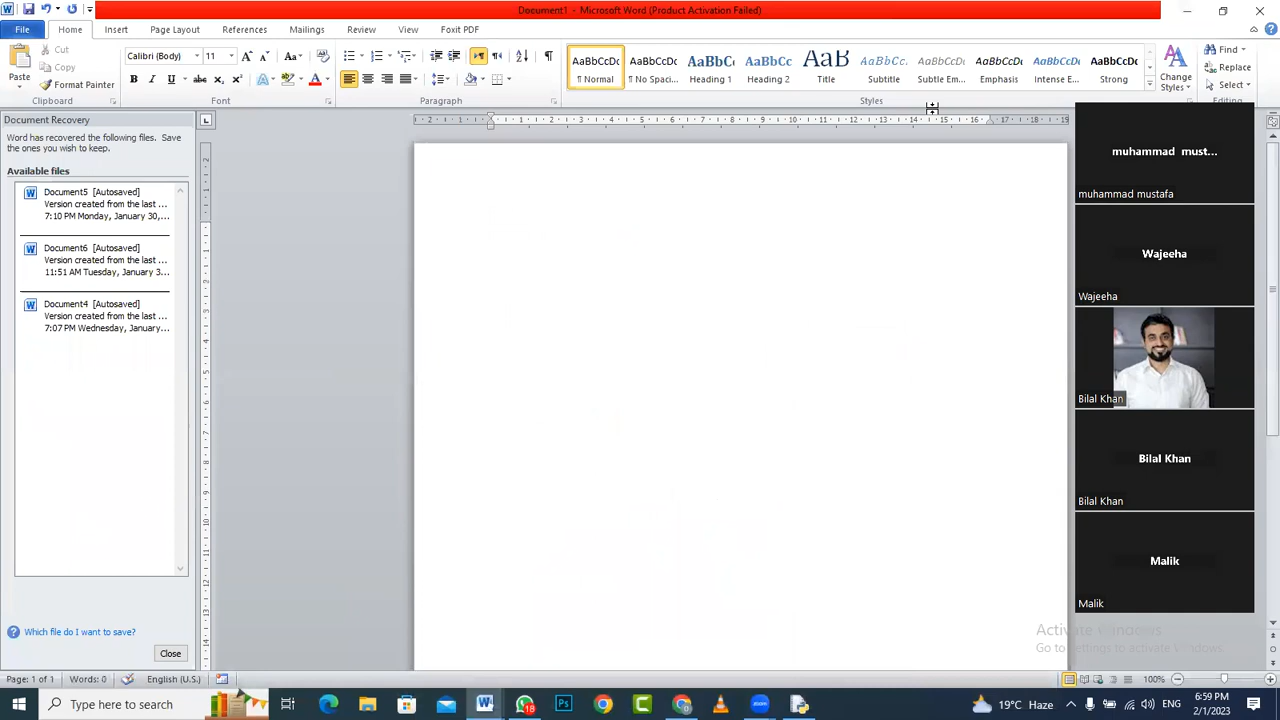 Document1 - Microsoft Word (Product Activation Failed)
File Home Insert Page Layout References Mailings Review View Foxit PDF
Paste
Cut
Copy
Format Painter
Clipboard
Calibri (Body) 11
Font
Paragraph
AaBbCcDc AaBbCcDc AaBbC AaBbCc AaB AaBbCc. AaBbCcDc AaBbCcDc AaBbCcDc AaBbCcDc
¶ Normal ¶ No Spaci... Heading 1 Heading 2 Title Subtitle Subtle Em... Emphasis Intense E... Strong
Styles
Change
Styles
Find
Replace
Select
Editing
Document Recovery
Word has recovered the following files. Save
the ones you wish to keep.
Available files
Document5 [Autosaved]
Version created from the last ...
7:10 PM Monday, January 30,...
Document6 [Autosaved]
Version created from the last ...
11:51 AM Tuesday, January 3...
Document4 [Autosaved]
Version created from the last ...
7:07 PM Wednesday, January...
Which file do I want to save?
Close
muhammad must...
muhammad mustafa
Wajeeha
Wajeeha
Bilal Khan
Bilal Khan
Bilal Khan
Malik
Malik
Activate Windows
Go to Settings to activate Windows.
Page: 1 of 1 Words: 0 English (U.S.) 100%
Type here to search
18
zoom
19°C Haze
6:59 PM
2/1/2023